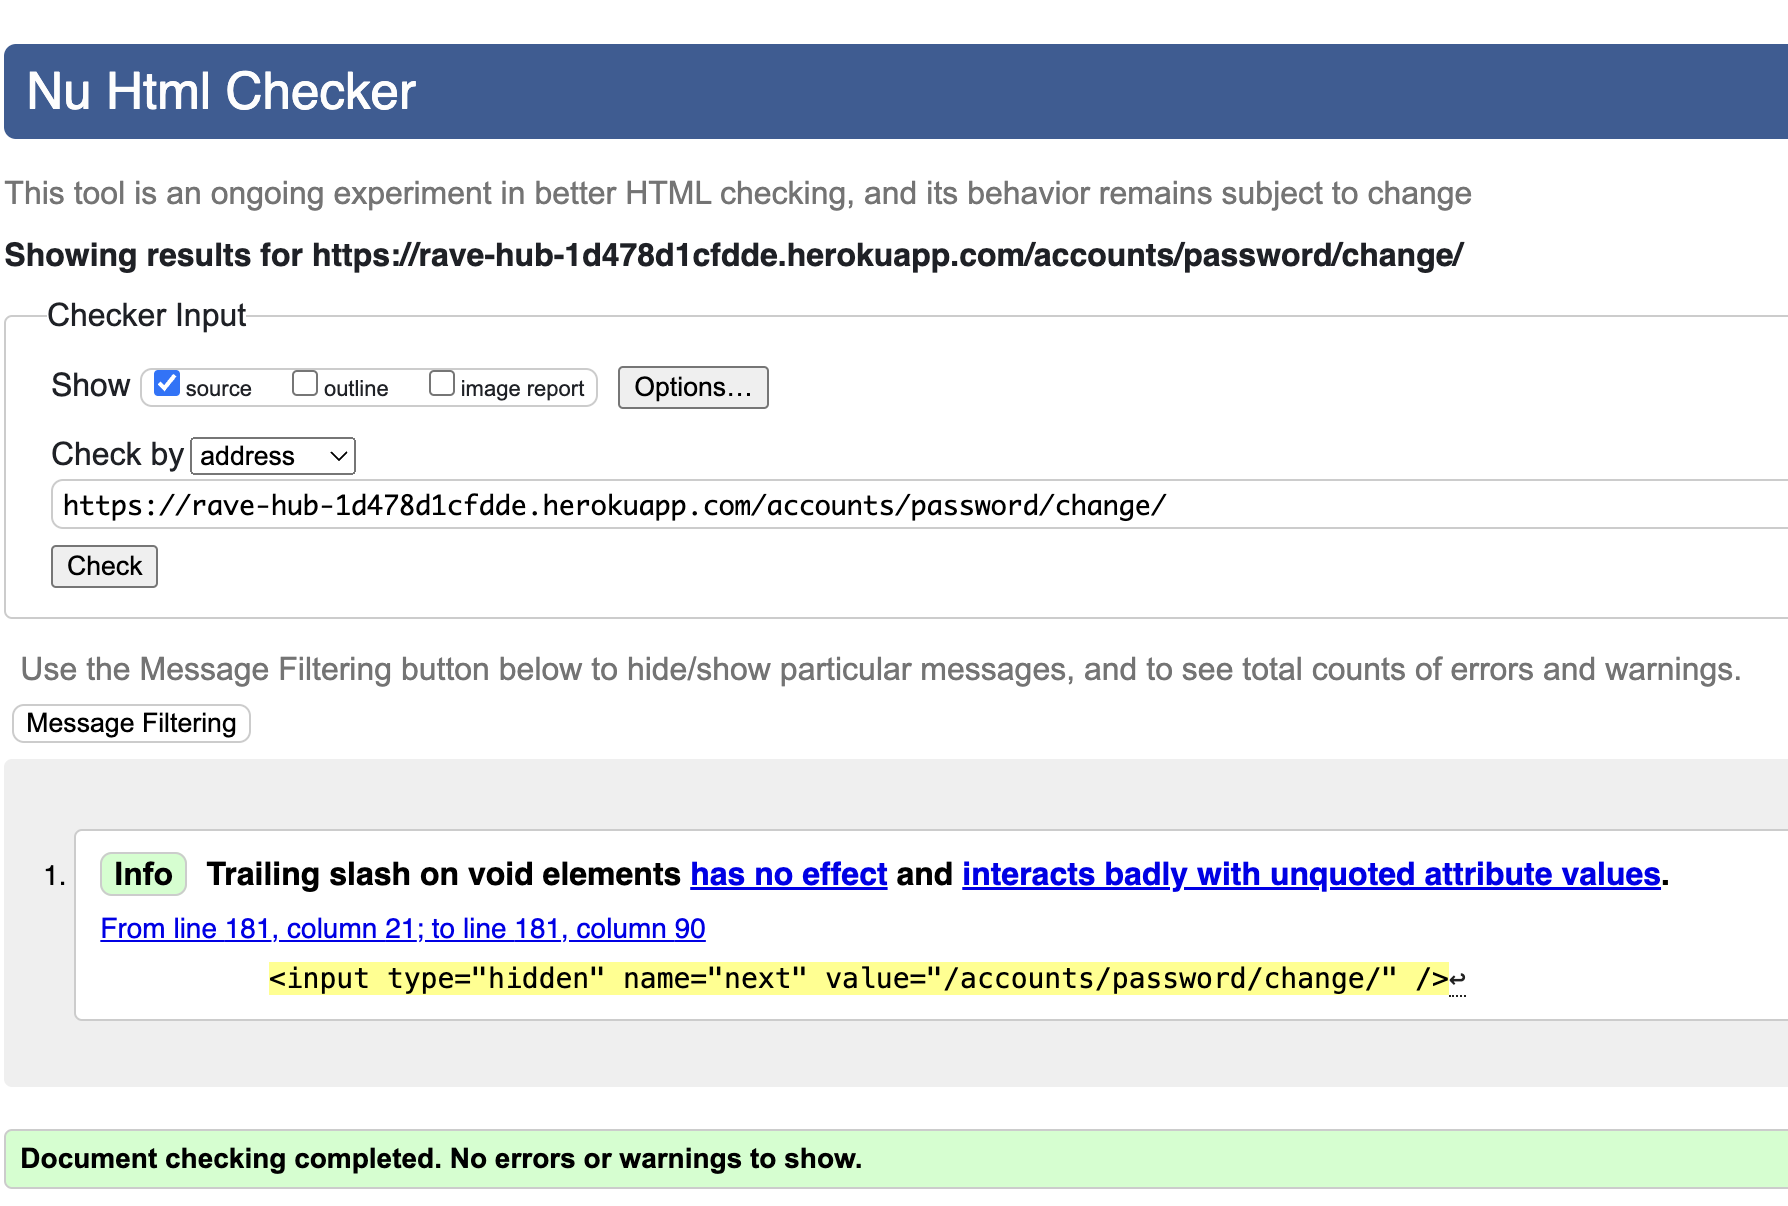 Nu Html Checker
This tool is an ongoing experiment in better HTML checking, and its behavior remains subject to change
Showing results for https://rave-hub-1d478d1cfdde.herokuapp.com/accounts/password/change/
Checker Input
Show source outline image report Options…
Check by address
https://rave-hub-1d478d1cfdde.herokuapp.com/accounts/password/change/
Check
Use the Message Filtering button below to hide/show particular messages, and to see total counts of errors and warnings.
Message Filtering
1. Info Trailing slash on void elements has no effect and interacts badly with unquoted attribute values.
From line 181, column 21; to line 181, column 90
<input type="hidden" name="next" value="/accounts/password/change/" />↩
Document checking completed. No errors or warnings to show.